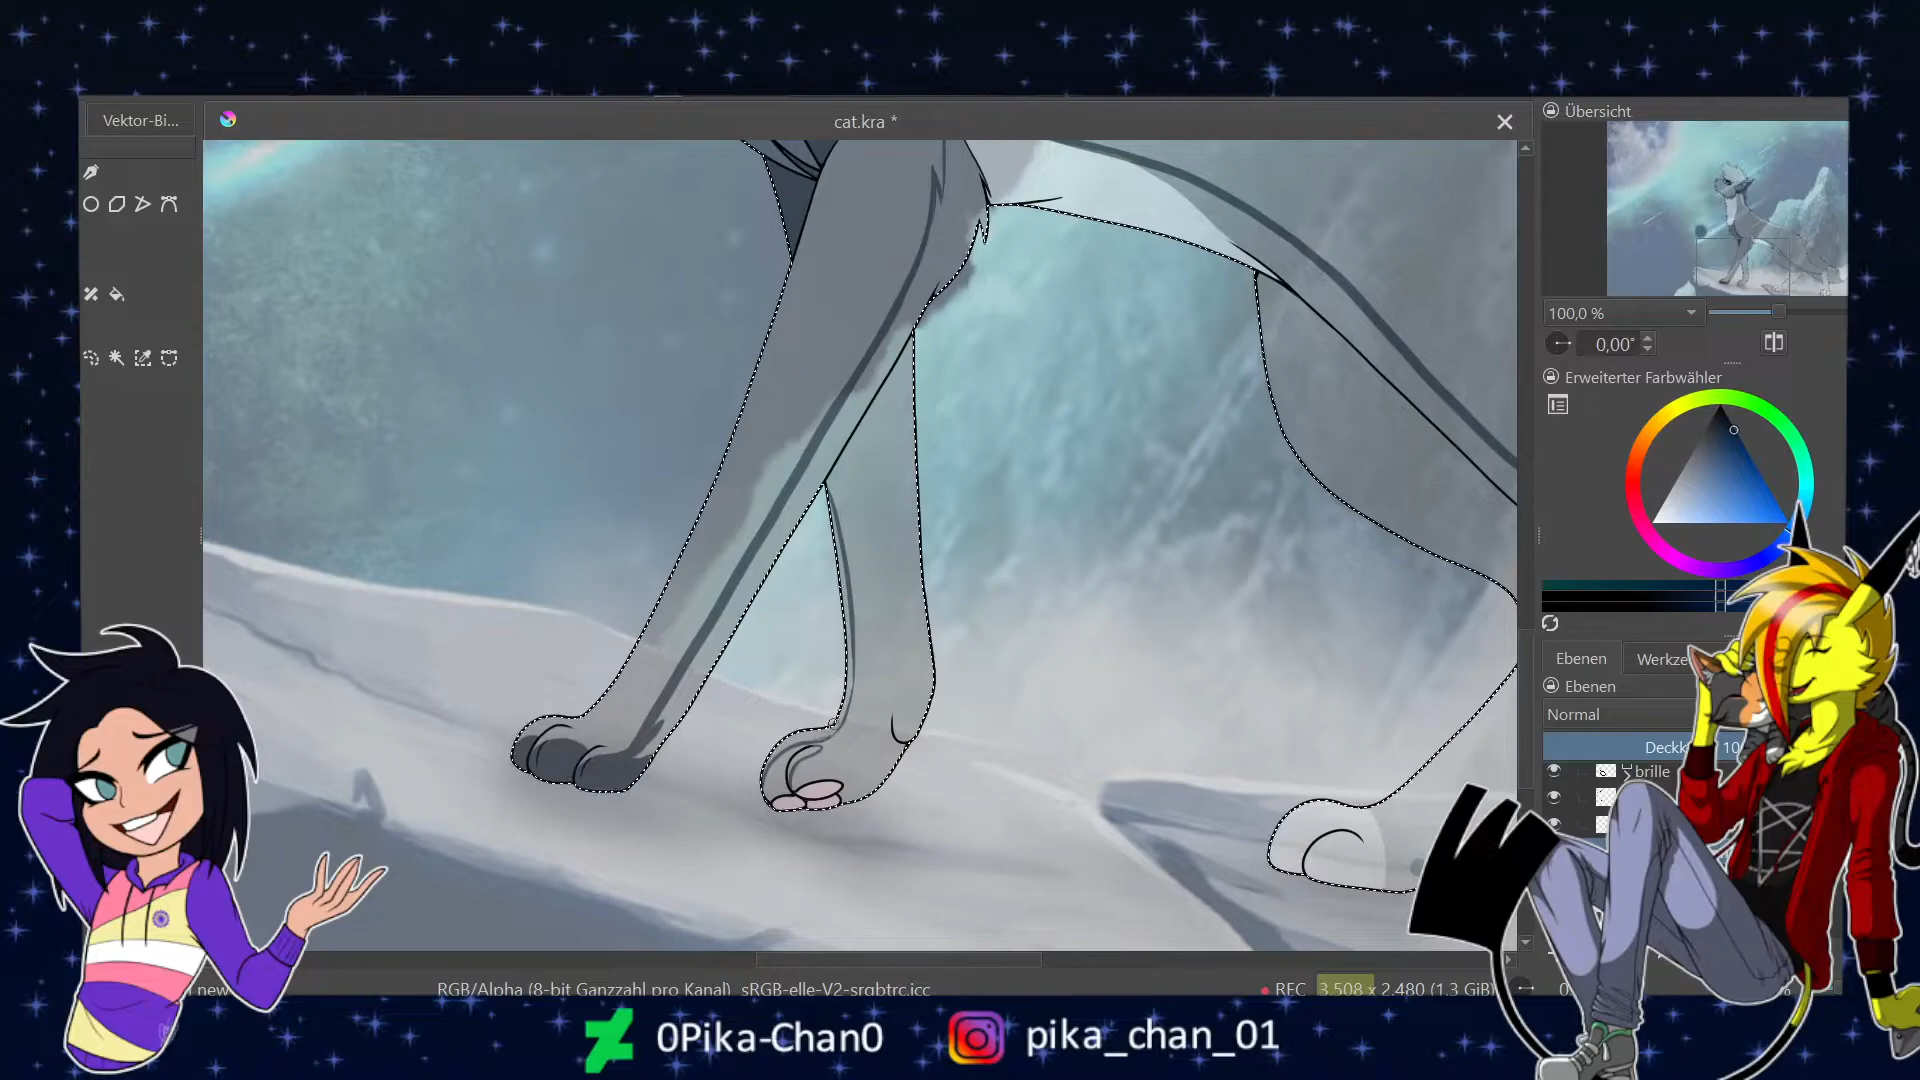 Vektor-Bi...
cat.kra *
Übersicht
100,0 %
0,00°
Erweiterter Farbwähler
Ebenen
Ebenen
Normal
brille
new
RGB/Alpha (8-bit Ganzzahl pro Kanal) sRGB-elle-V2-srgbtrc.icc
REC
3.508 x 2.480 (1.3 GiB)
0Pika-Chan0
pika_chan_01